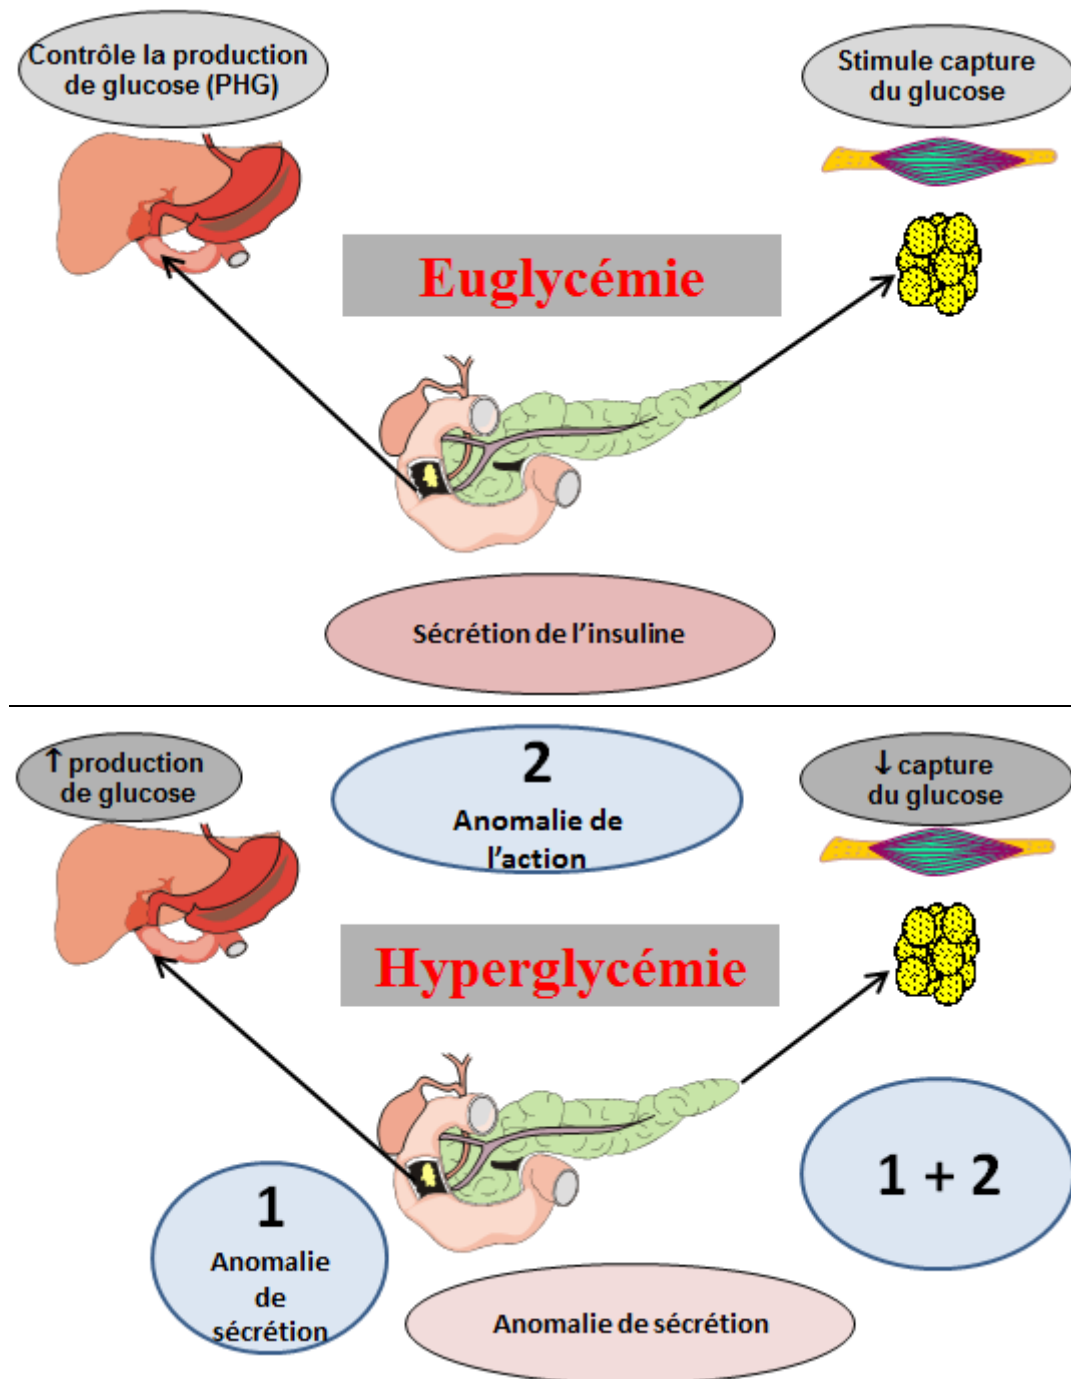 Contrôle la production
de glucose (PHG)
Stimule capture
du glucose
Euglycémie
Sécrétion de l'insuline
↑ production
de glucose
2
Anomalie de
l'action
↓ capture
du glucose
Hyperglycémie
1
Anomalie
de
sécrétion
1 + 2
Anomalie de sécrétion